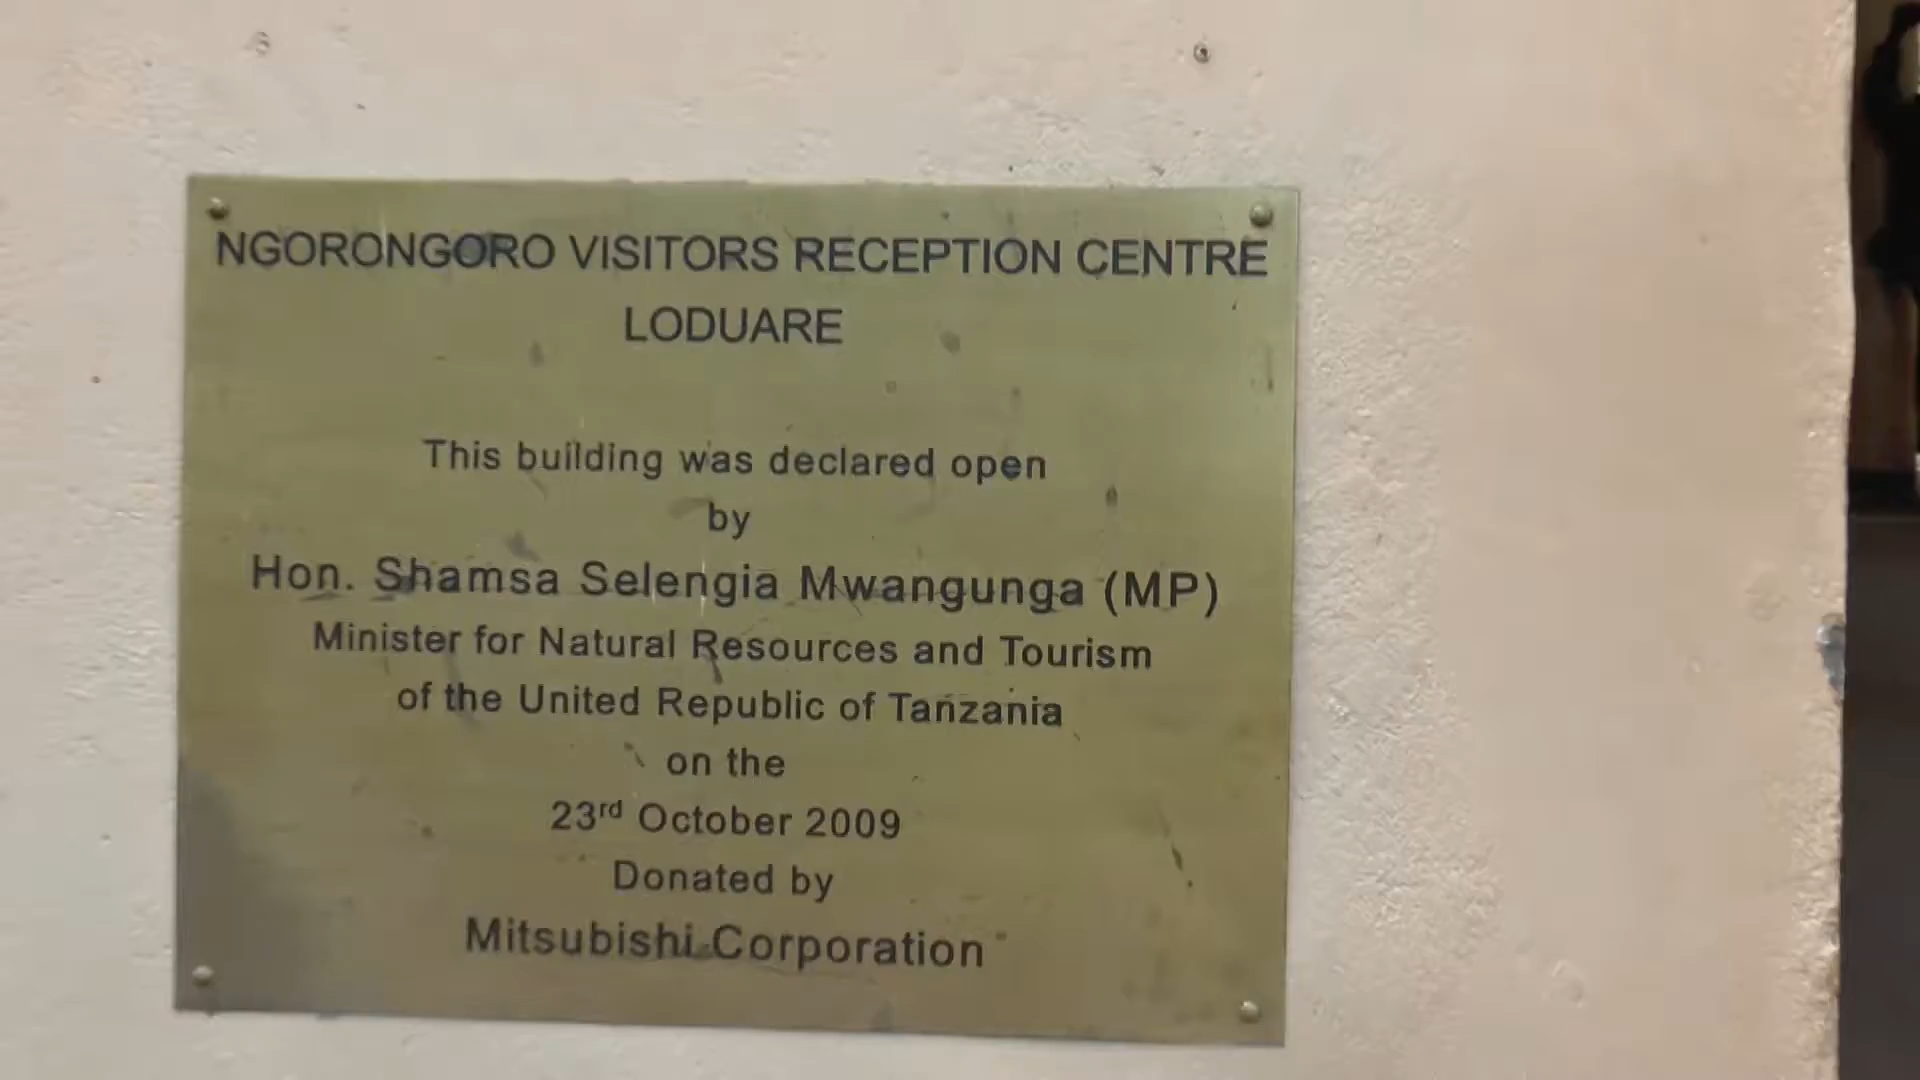 NGORONGORO VISITORS RECEPTION CENTRE
LODUARE
This building was declared open
by
Hon. Shamsa Selengia Mwangunga (MP)
Minister for Natural Resources and Tourism
of the United Republic of Tanzania
on the
23rd October 2009
Donated by
Mitsubishi Corporation